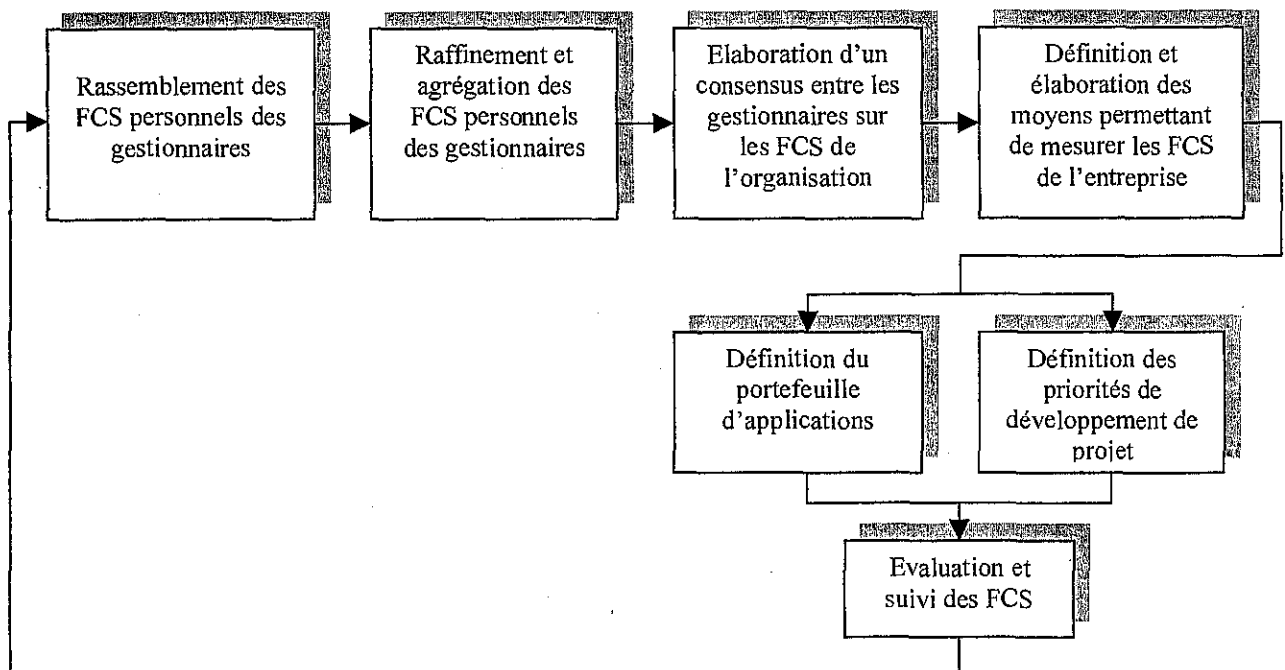 Rassemblement des
FCS personnels des
gestionnaires
Raffinement et
agrégation des
FCS personnels
des gestionnaires
Elaboration d'un
consensus entre les
gestionnaires sur
les FCS de
l'organisation
Définition et
élaboration des
moyens permettant
de mesurer les FCS
de l'entreprise
Définition du
portefeuille
d'applications
Définition des
priorités de
développement de
projet
Evaluation et
suivi des FCS